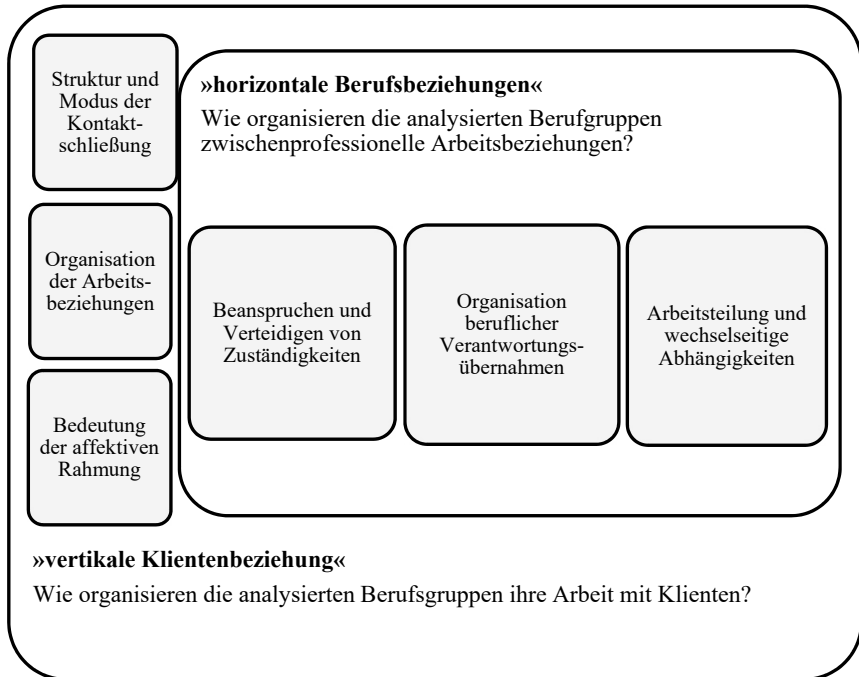 Struktur und
Modus der
Kontakt-
schließung
»horizontale Berufsbeziehungen«
Wie organisieren die analysierten Berufgruppen
zwischenprofessionelle Arbeitsbeziehungen?
Organisation
der Arbeits-
beziehungen
Bedeutung
der affektiven
Rahmung
Beanspruchen und
Verteidigen von
Zuständigkeiten
Organisation
beruflicher
Verantwortungs-
übernahmen
Arbeitsteilung und
wechselseitige
Abhängigkeiten
»vertikale Klientenbeziehung«
Wie organisieren die analysierten Berufsgruppen ihre Arbeit mit Klienten?